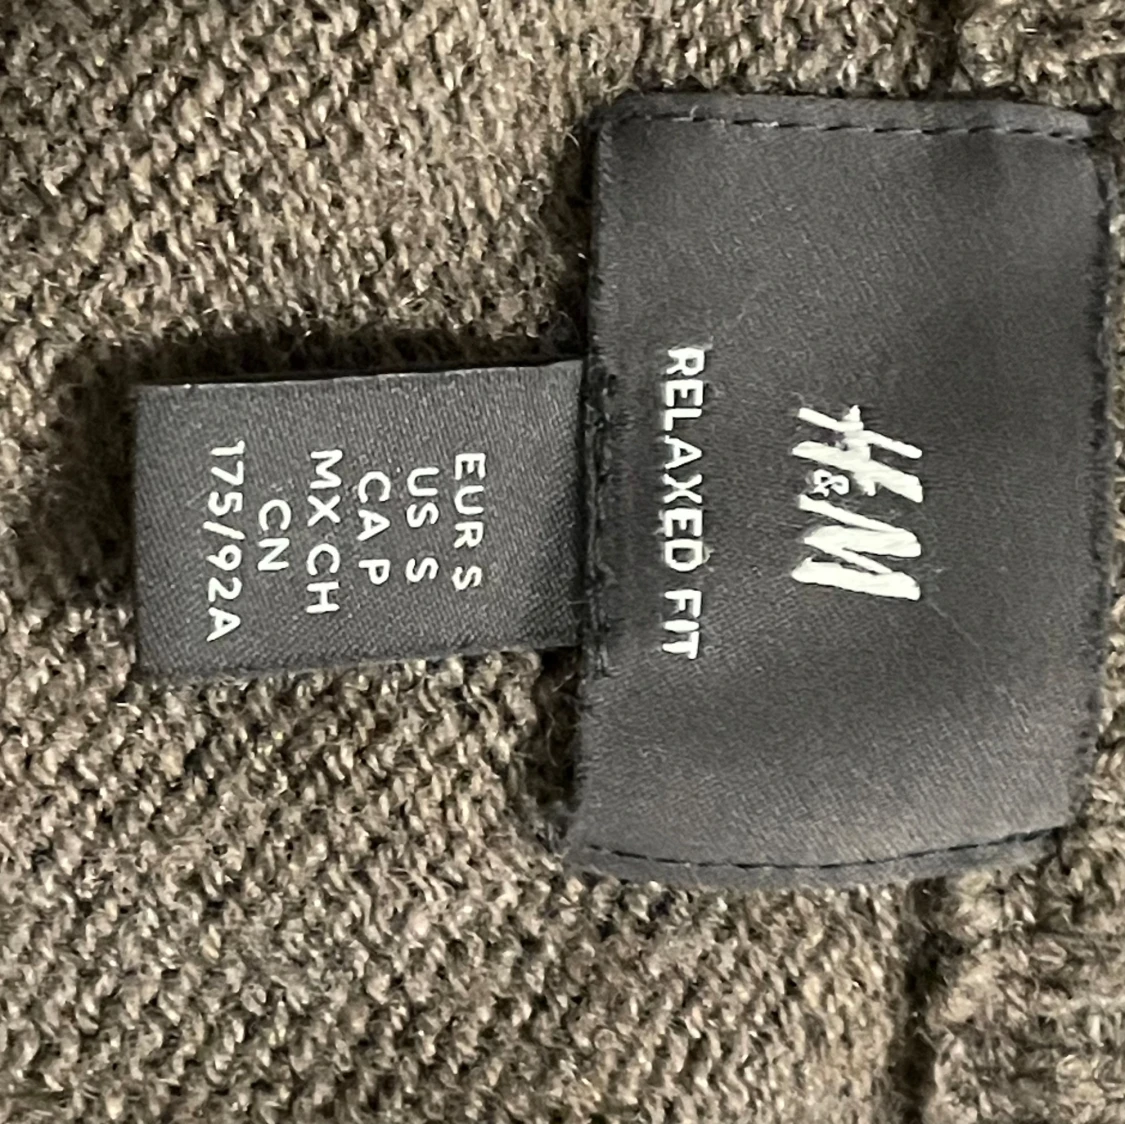 H&M
RELAXED FIT
EUR S
US S
CA P
MX CH
CN
175/92A